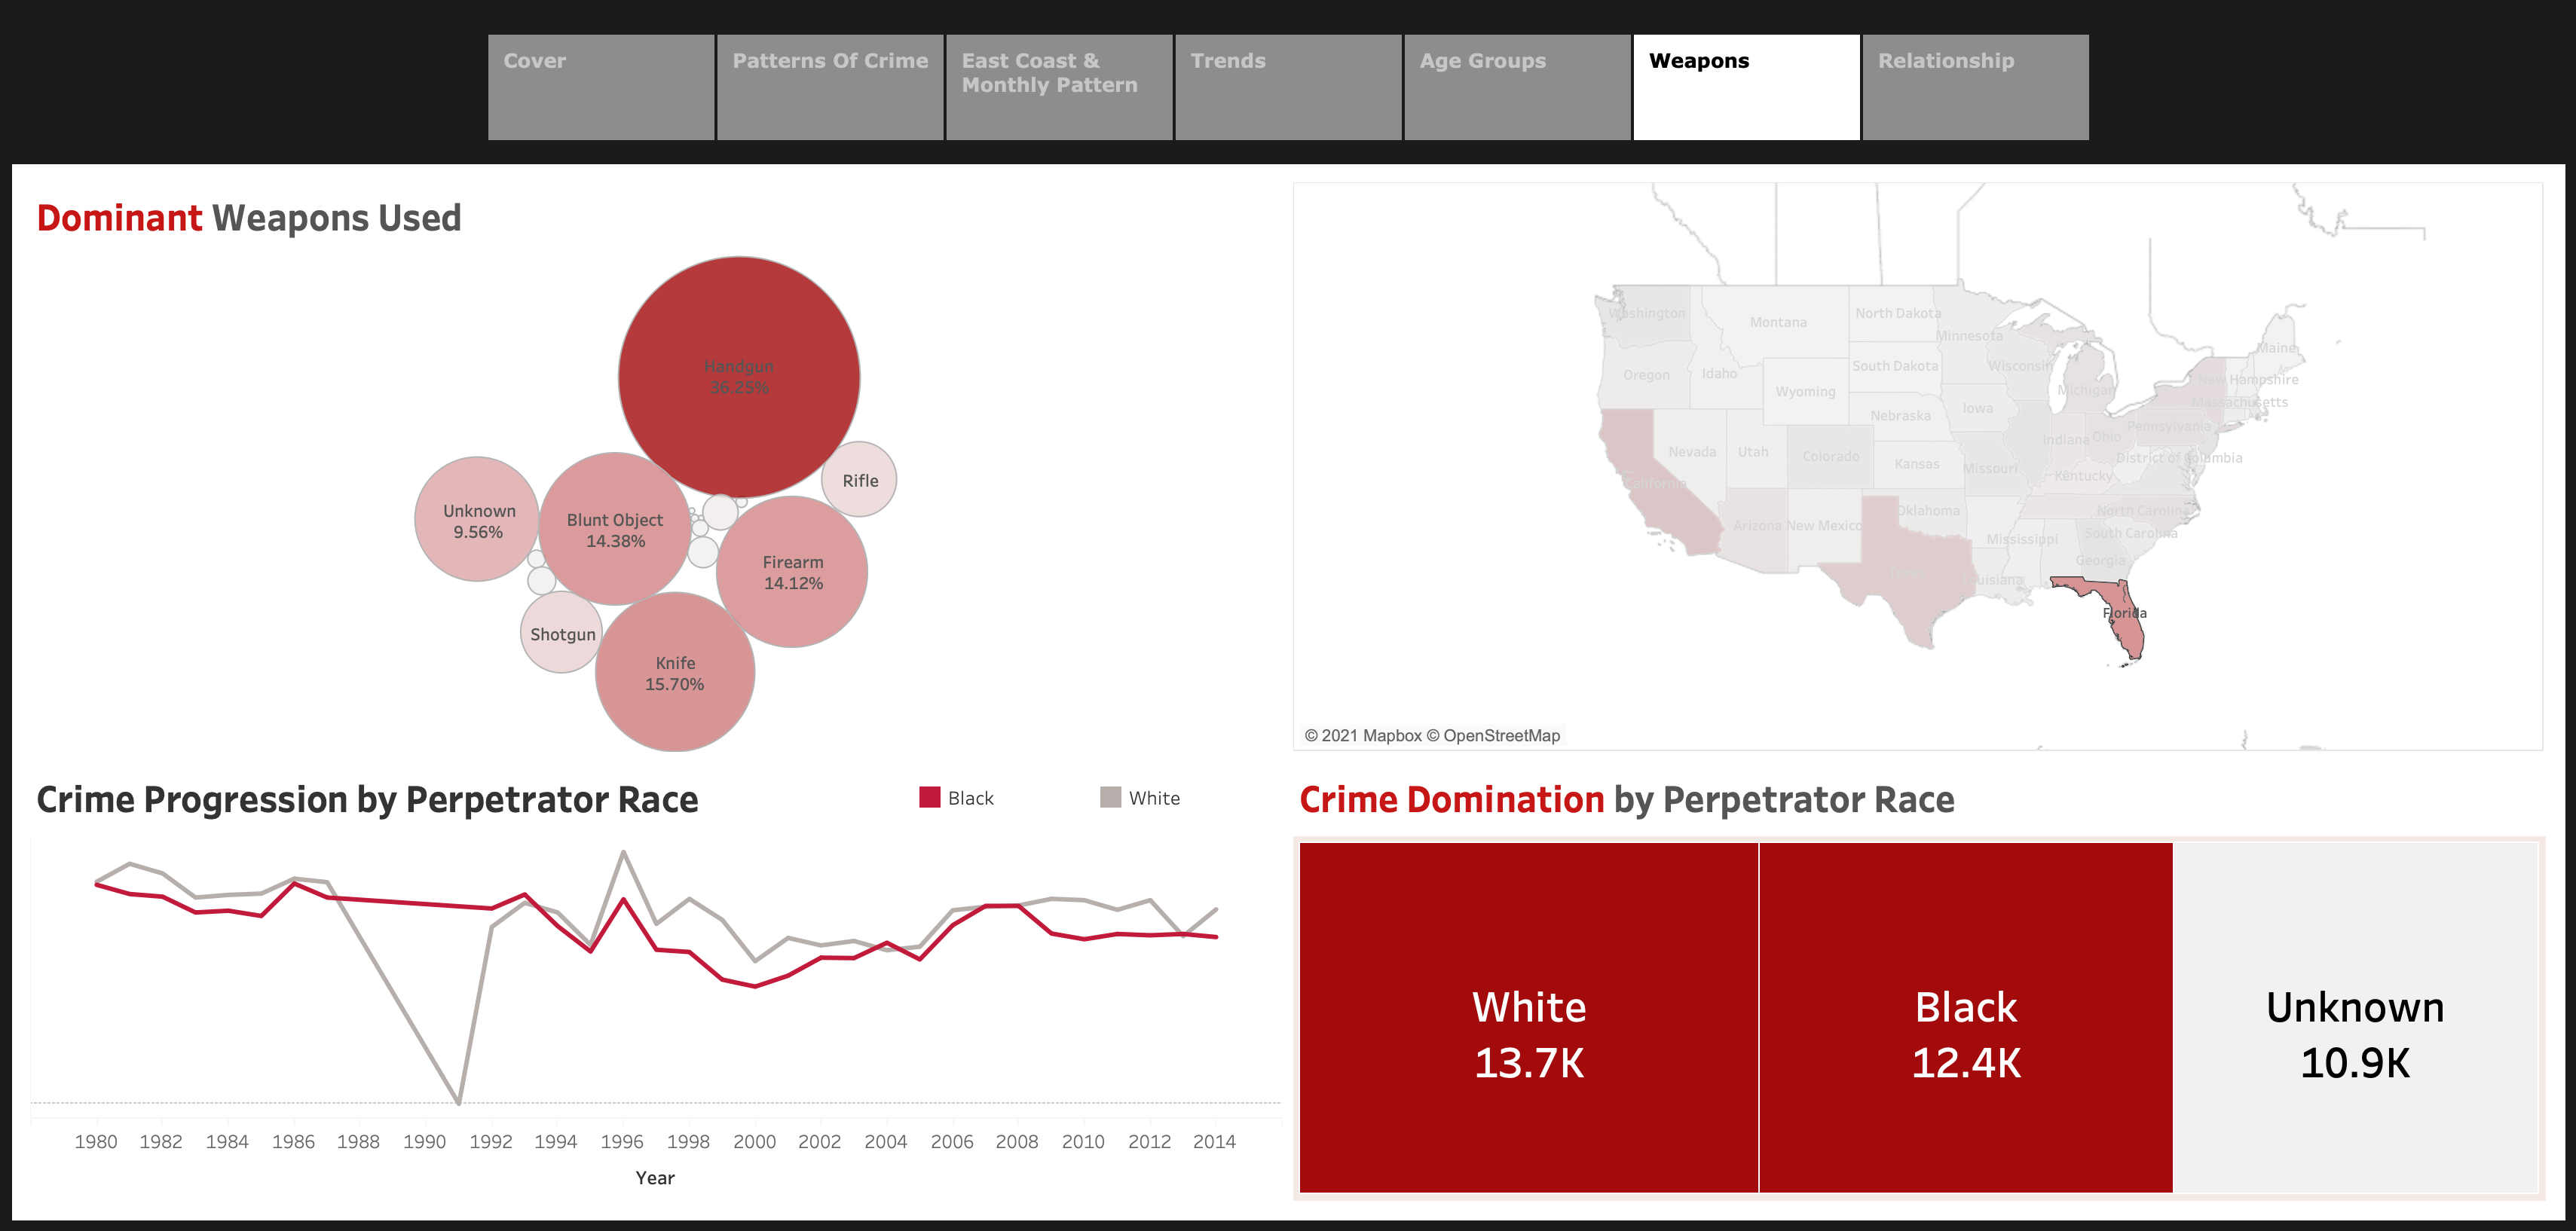 Cover
Patterns Of Crime
East Coast &
Monthly Pattern
Trends
Age Groups
Weapons
Relationship
Dominant Weapons Used
Handgun
36.25%
Rifle
Unknown
9.56%
Blunt Object
14.38%
Firearm
14.12%
Shotgun
Knife
15.70%
Washington
Montana
North Dakota
Minnesota
Maine
Oregon
Idaho
South Dakota
Wisconsin
Michigan
New Hampshire
Wyoming
Massachusetts
Nebraska
Iowa
Pennsylvania
Nevada
Utah
Colorado
Kansas
Missouri
Indiana
Ohio
District of Columbia
California
Kentucky
Arizona
New Mexico
Oklahoma
North Carolina
Mississippi
South Carolina
Georgia
Texas
Florida
© 2021 Mapbox © OpenStreetMap
Crime Progression by Perpetrator Race
Black
White
1980 1982 1984 1986 1988 1990 1992 1994 1996 1998 2000 2002 2004 2006 2008 2010 2012 2014
Year
Crime Domination by Perpetrator Race
White
13.7K
Black
12.4K
Unknown
10.9K